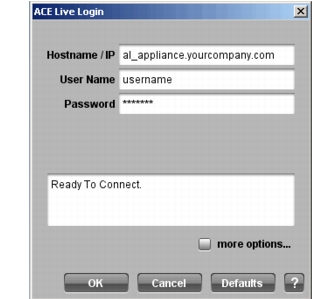 ACE Live Login
Hostname / IP al_appliance.yourcompany.com
User Name username
Password *******
Ready To Connect.
more options...
OK Cancel Defaults ?